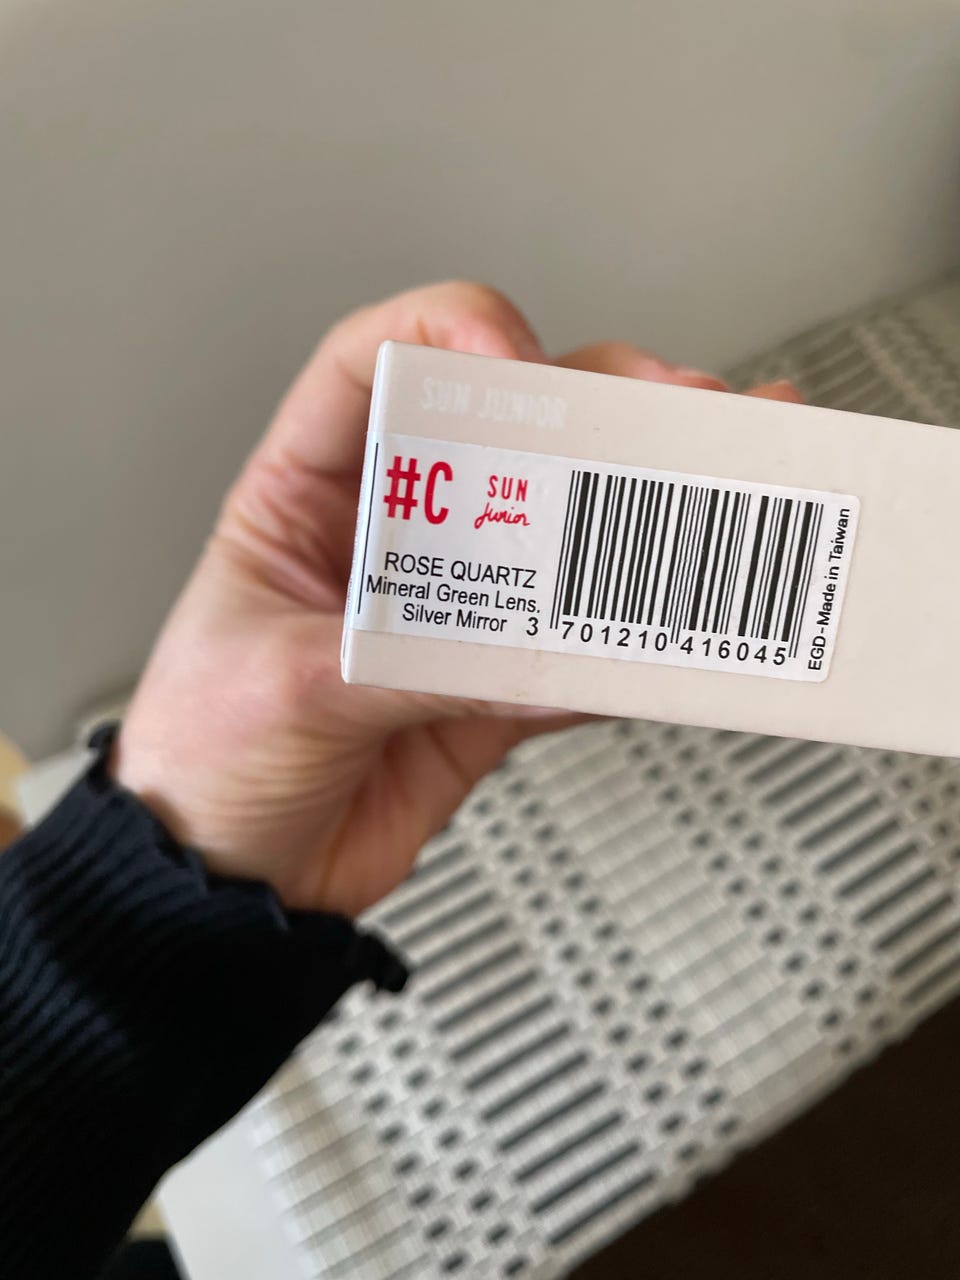 SUN JUNIOR
#C
SUN
Junior
ROSE QUARTZ
Mineral Green Lens.
Silver Mirror
3 701210 416045
EGD-Made in Taiwan